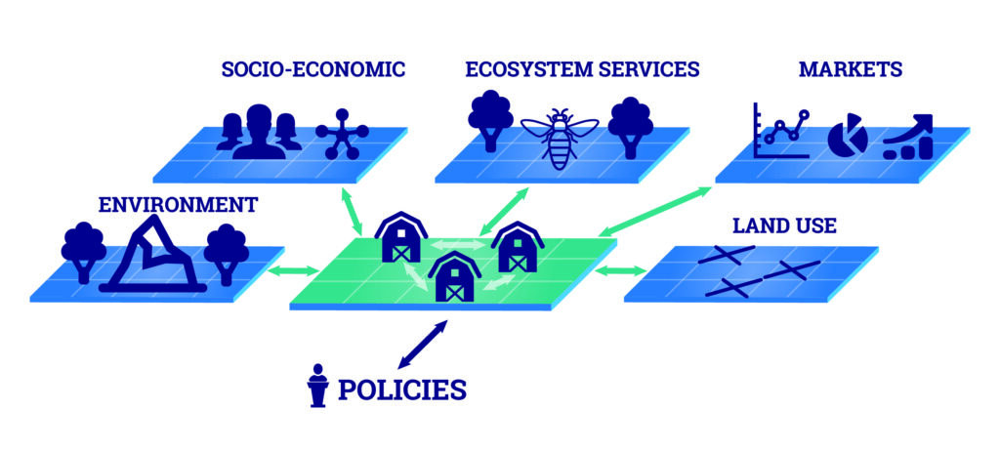 SOCIO-ECONOMIC
ECOSYSTEM SERVICES
MARKETS
ENVIRONMENT
LAND USE
POLICIES